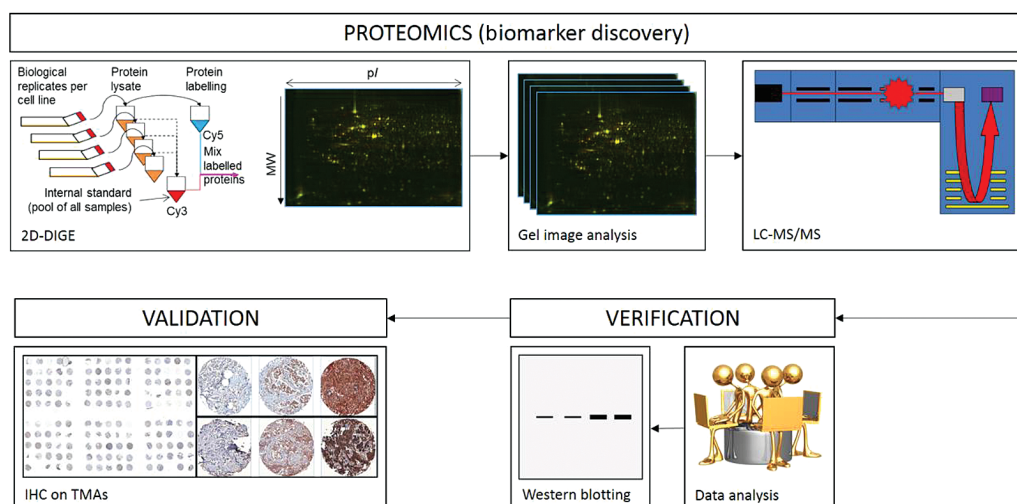 PROTEOMICS (biomarker discovery)
Biological
replicates per
cell line
Protein
lysate
Protein
labelling
Cy5
Mix
labelled
proteins
Internal standard
(pool of all samples)
Cy3
2D-DIGE
pI
MW
Gel image analysis
LC-MS/MS
VALIDATION
VERIFICATION
IHC on TMAs
Western blotting
Data analysis